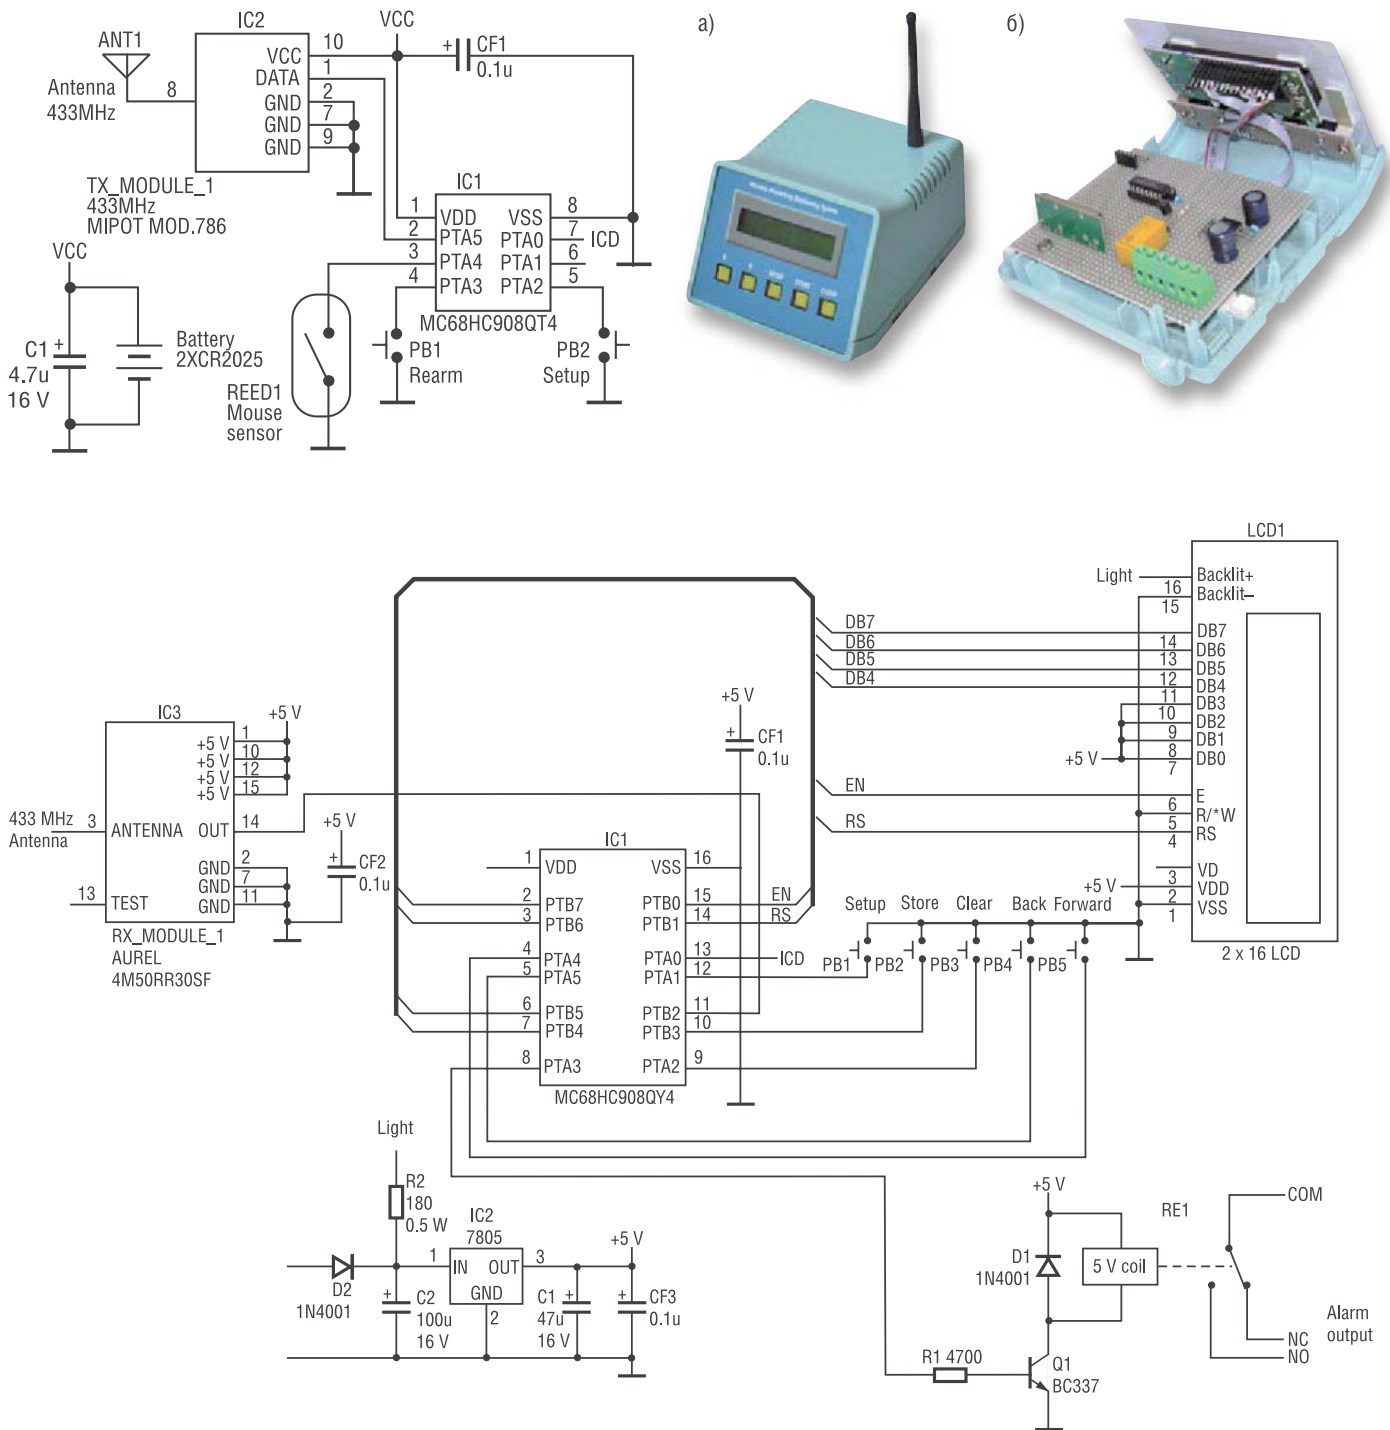 IC2
VCC
ANT1
Antenna
433MHz
8
VCC
DATA
GND
GND
GND
10
1
2
7
9
+ CF1
0.1u
TX_MODULE_1
433MHz
MIPOT MOD.786
IC1
1
2
3
4
VDD
PTA5
PTA4
PTA3
VSS
PTA0
PTA1
PTA2
8
7
6
5
ICD
MC68HC908QT4
VCC
C1 +
4.7u
16 V
Battery
2XCR2025
REED1
Mouse
sensor
PB1
Rearm
PB2
Setup
а)
б)
LCD1
Light
Backlit+
16
Backlit–
15
DB7
DB7
14
DB6
DB6
13
DB5
DB5
12
DB4
DB4
11
DB3
10
DB2
9
DB1
+5 V
8
DB0
7
EN
E
6
R/*W
5
RS
RS
4
VD
3
+5 V
VDD
2
VSS
1
2 x 16 LCD
IC3
+5 V
1
+5 V
10
+5 V
12
+5 V
15
+5 V
433 MHz
Antenna
3
ANTENNA
OUT
14
GND
2
GND
7
GND
11
13
TEST
RX_MODULE_1
AUREL
4M50RR30SF
+5 V
+ CF2
0.1u
+5 V
+ CF1
0.1u
IC1
1
VDD
VSS
16
2
PTB7
PTB0
15
EN
3
PTB6
PTB1
14
RS
4
PTA4
PTA0
13
ICD
5
PTA5
PTA1
12
6
PTB5
PTB2
11
7
PTB4
PTB3
10
8
PTA3
PTA2
9
MC68HC908QY4
Setup
Store
Clear
Back
Forward
PB1
PB2
PB3
PB4
PB5
Light
R2
180
0.5 W
IC2
7805
1
IN
OUT
3
GND
2
+5 V
D2
1N4001
+ C2
100u
16 V
+ C1
47u
16 V
+ CF3
0.1u
+5 V
D1
1N4001
5 V coil
RE1
COM
NC
NO
Alarm
output
R1 4700
Q1
BC337